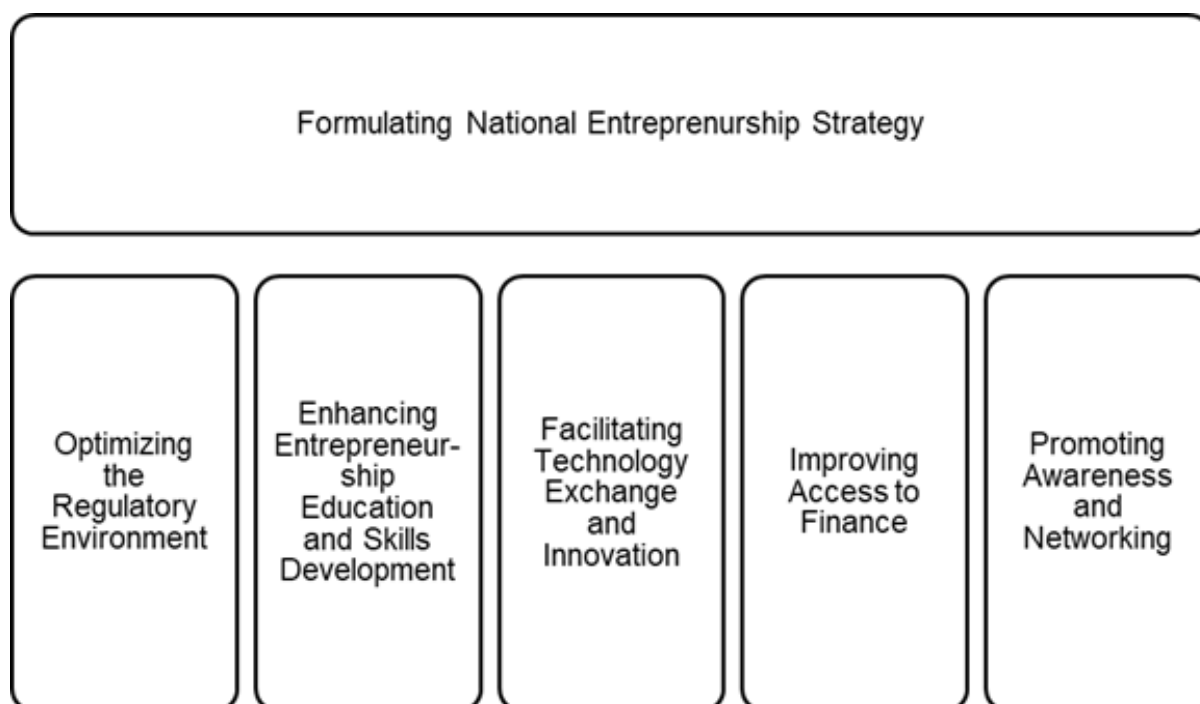 Formulating National Entreprenurship Strategy
Optimizing
the
Regulatory
Environment
Enhancing
Entrepreneur-
ship
Education
and Skills
Development
Facilitating
Technology
Exchange
and
Innovation
Improving
Access to
Finance
Promoting
Awareness
and
Networking